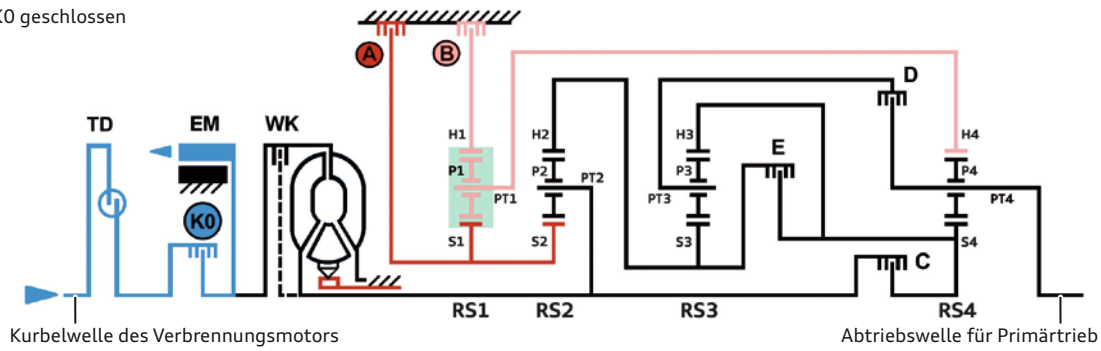 K0 geschlossen
A
B
D
TD
EM
WK
H1
H2
H3
E
H4
P1
P2
PT2
P3
P4
K0
PT1
PT3
PT4
S1
S2
S3
S4
C
RS1
RS2
RS3
RS4
Kurbelwelle des Verbrennungsmotors
Abtriebswelle für Primärtrieb